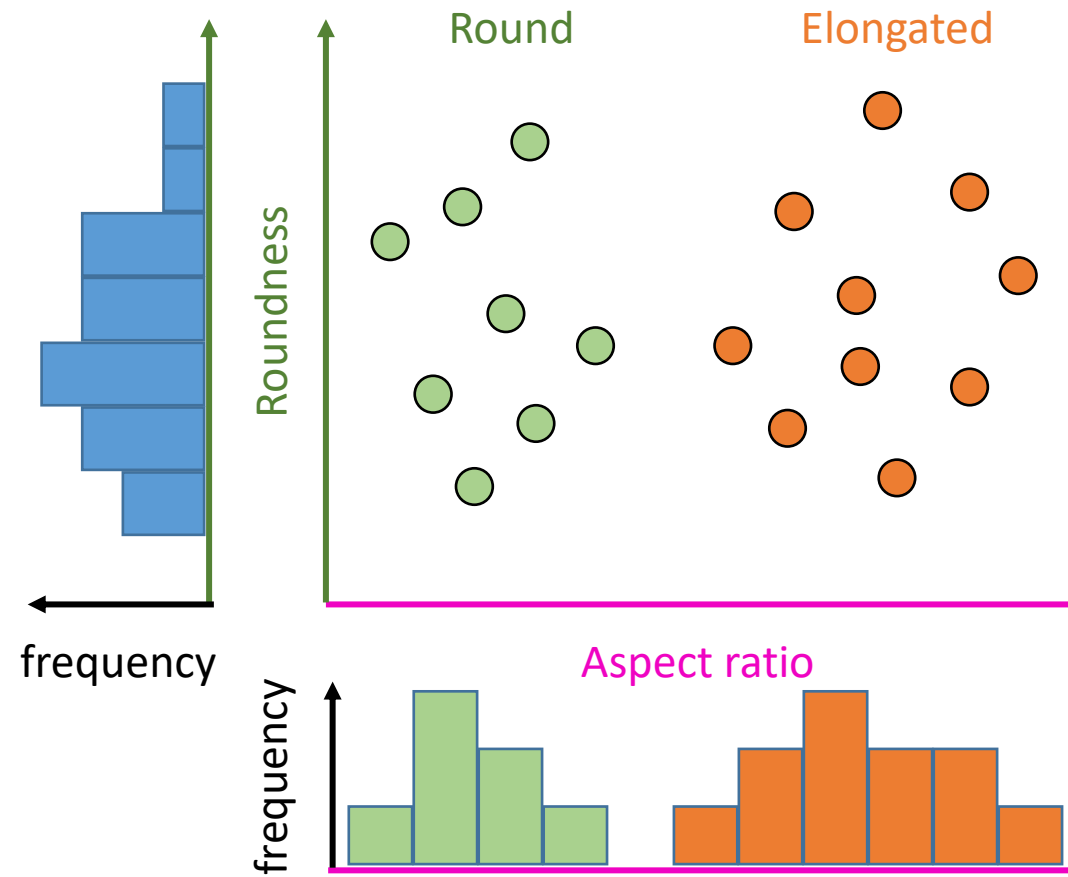 Round
Elongated
Roundness
frequency
Aspect ratio
frequency